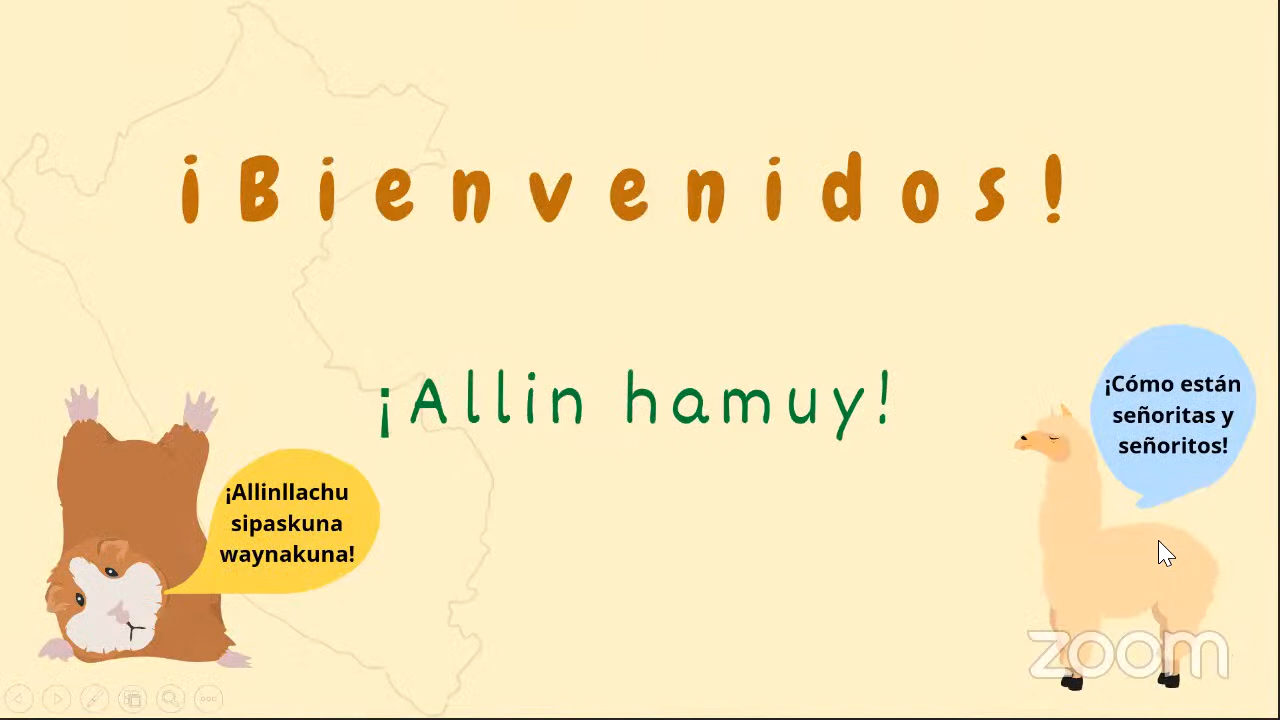 ¡Bienvenidos!
¡Allin hamuy!
¡Cómo están
señoritas y
señoritos!
¡Allinllachu
sipaskuna
waynakuna!
zoom